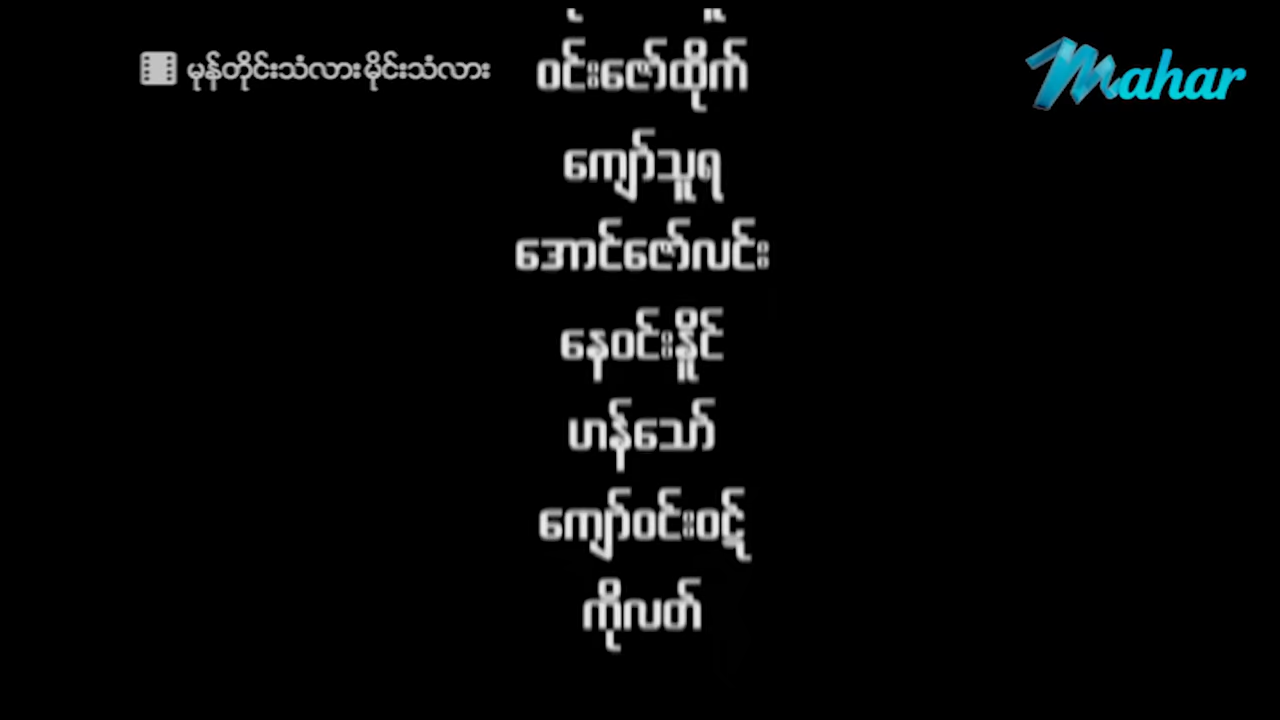 မုန်တိုင်းသံလားမိုင်းသံလား
Mahar
ဝင်းဇော်ထိုက်
ကျော်သူရ
အောင်ဇော်လင်း
နေဝင်းနိူင်
ဟန်သော်
ကျော်ဝင်းဝဋ်
ကိုလတ်